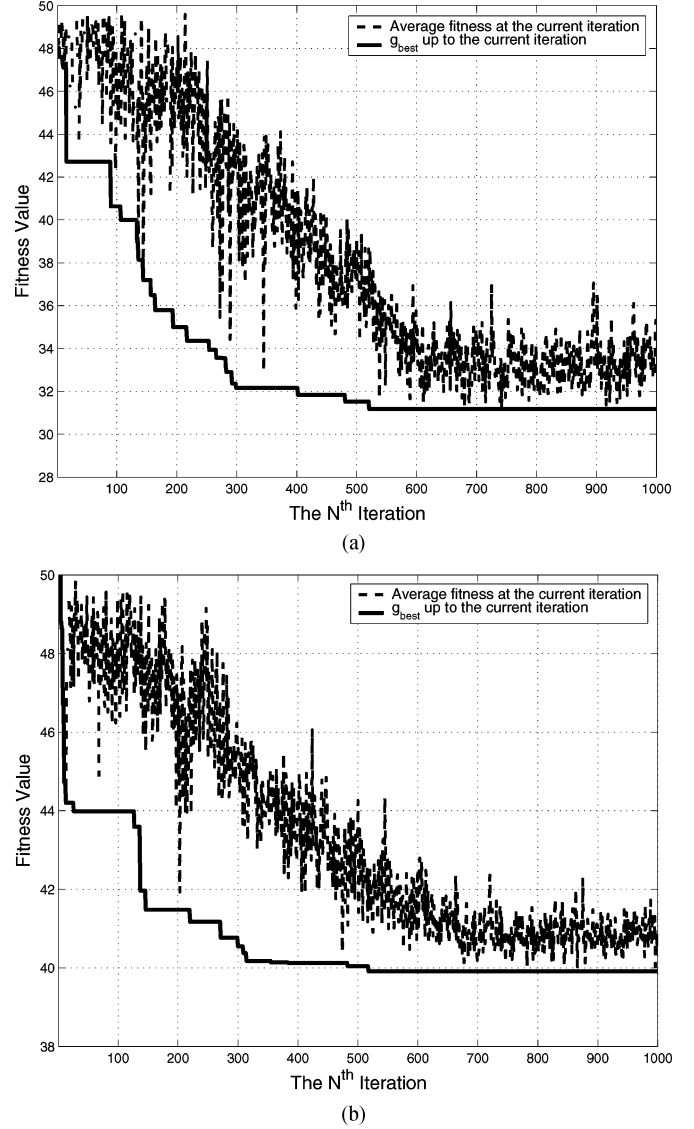 50
48
46
44
42
40
38
36
34
32
30
28
Fitness Value
Average fitness at the current iteration
gbest up to the current iteration
100 200 300 400 500 600 700 800 900 1000
The Nth Iteration
(a)
50
48
46
44
42
40
38
Fitness Value
Average fitness at the current iteration
gbest up to the current iteration
100 200 300 400 500 600 700 800 900 1000
The Nth Iteration
(b)